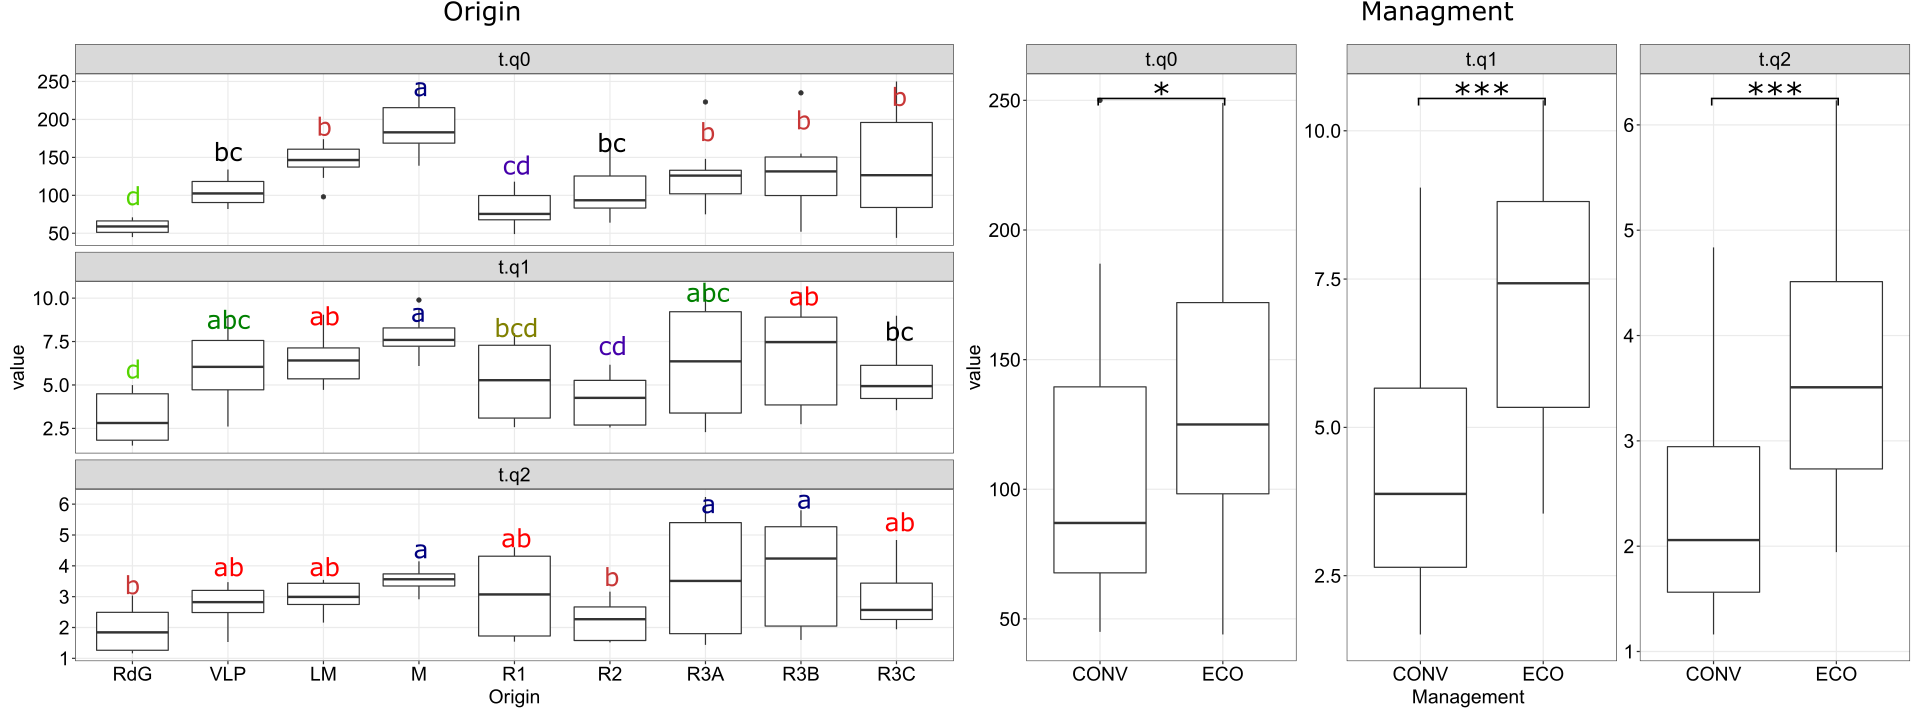 Origin
t.q0
250
200
150
100
50
d
bc
b
a
cd
bc
b
b
b
t.q1
10.0
7.5
5.0
2.5
d
abc
ab
a
bcd
cd
abc
ab
bc
value
t.q2
6
5
4
3
2
1
b
ab
ab
a
ab
b
a
a
ab
RdG VLP LM M R1 R2 R3A R3B R3C
Origin
Managment
t.q0 t.q1 t.q2
* *** ***
value
250
200
150
100
50
10.0
7.5
5.0
2.5
6
5
4
3
2
1
CONV ECO CONV ECO CONV ECO
Management